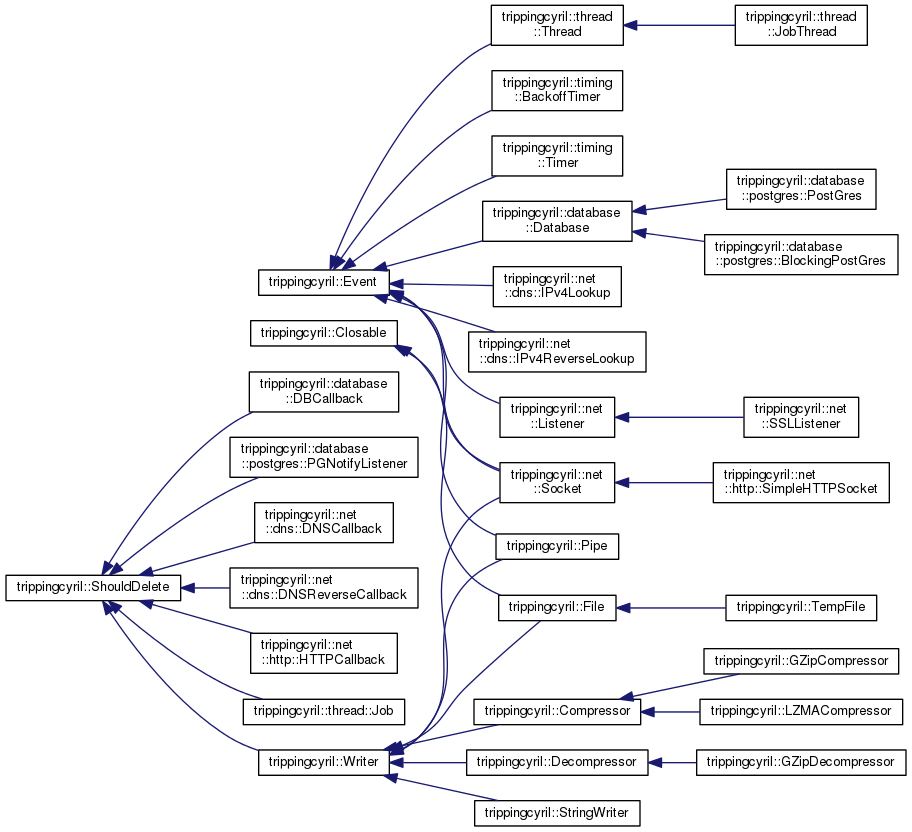 trippingcyril::thread
::Thread
trippingcyril::thread
::JobThread
trippingcyril::timing
::BackoffTimer
trippingcyril::timing
::Timer
trippingcyril::database
::postgres::PostGres
trippingcyril::database
::Database
trippingcyril::database
::postgres::BlockingPostGres
trippingcyril::Event
trippingcyril::net
::dns::IPv4Lookup
trippingcyril::Closable
trippingcyril::net
::dns::IPv4ReverseLookup
trippingcyril::database
::DBCallback
trippingcyril::net
::Listener
trippingcyril::net
::SSLListener
trippingcyril::database
::postgres::PGNotifyListener
trippingcyril::net
::Socket
trippingcyril::net
::http::SimpleHTTPSocket
trippingcyril::net
::dns::DNSCallback
trippingcyril::Pipe
trippingcyril::ShouldDelete
trippingcyril::net
::dns::DNSReverseCallback
trippingcyril::File
trippingcyril::TempFile
trippingcyril::net
::http::HTTPCallback
trippingcyril::GZipCompressor
trippingcyril::thread::Job
trippingcyril::Compressor
trippingcyril::LZMACompressor
trippingcyril::Writer
trippingcyril::Decompressor
trippingcyril::GZipDecompressor
trippingcyril::StringWriter